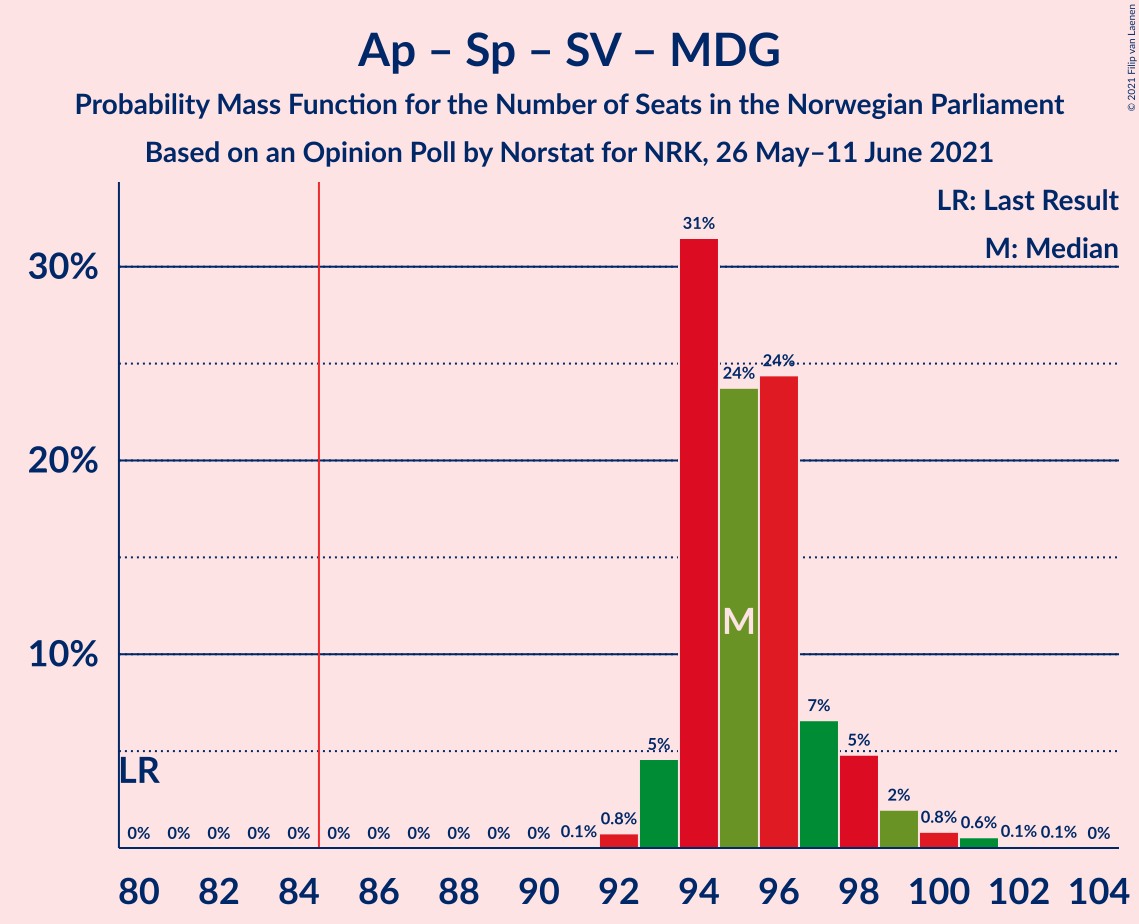 Ap – Sp – SV – MDG
Probability Mass Function for the Number of Seats in the Norwegian Parliament
Based on an Opinion Poll by Norstat for NRK, 26 May–11 June 2021
© 2021 Filip van Laenen
LR: Last Result
M: Median
30%
20%
10%
31%
24%
24%
M
7%
5%
5%
LR
2%
0% 0% 0% 0% 0% 0% 0% 0% 0% 0% 0% 0.1% 0.8% 0.8% 0.6% 0.1% 0.1% 0%
80 82 84 86 88 90 92 94 96 98 100 102 104